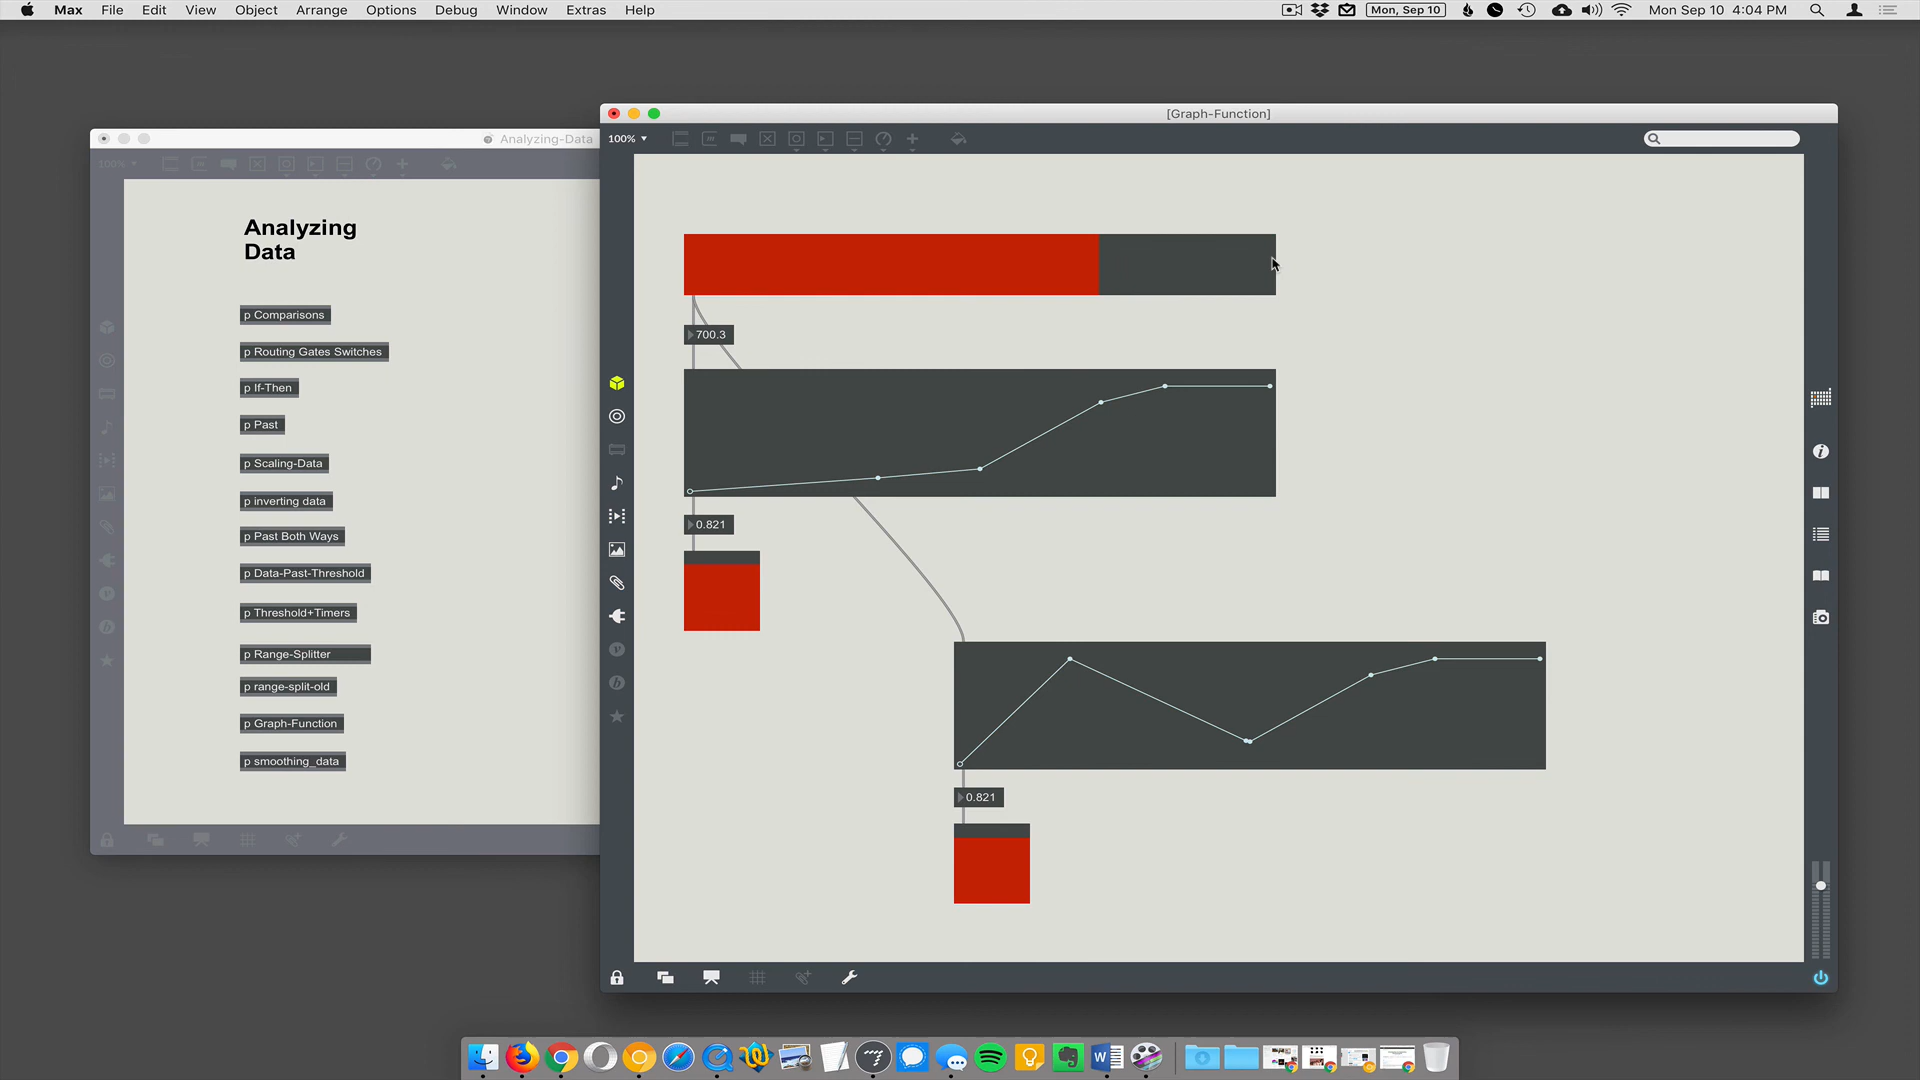 Max File Edit View Object Arrange Options Debug Window Extras Help
Mon, Sep 10
Mon Sep 10 4:04 PM
[Graph-Function]
100%
Analyzing-Data
100%
Analyzing
Data
p Comparisons
p Routing Gates Switches
p If-Then
p Past
p Scaling-Data
p inverting data
p Past Both Ways
p Data-Past-Threshold
p Threshold+Timers
p Range-Splitter
p range-split-old
p Graph-Function
p smoothing_data
700.3
0.821
0.821